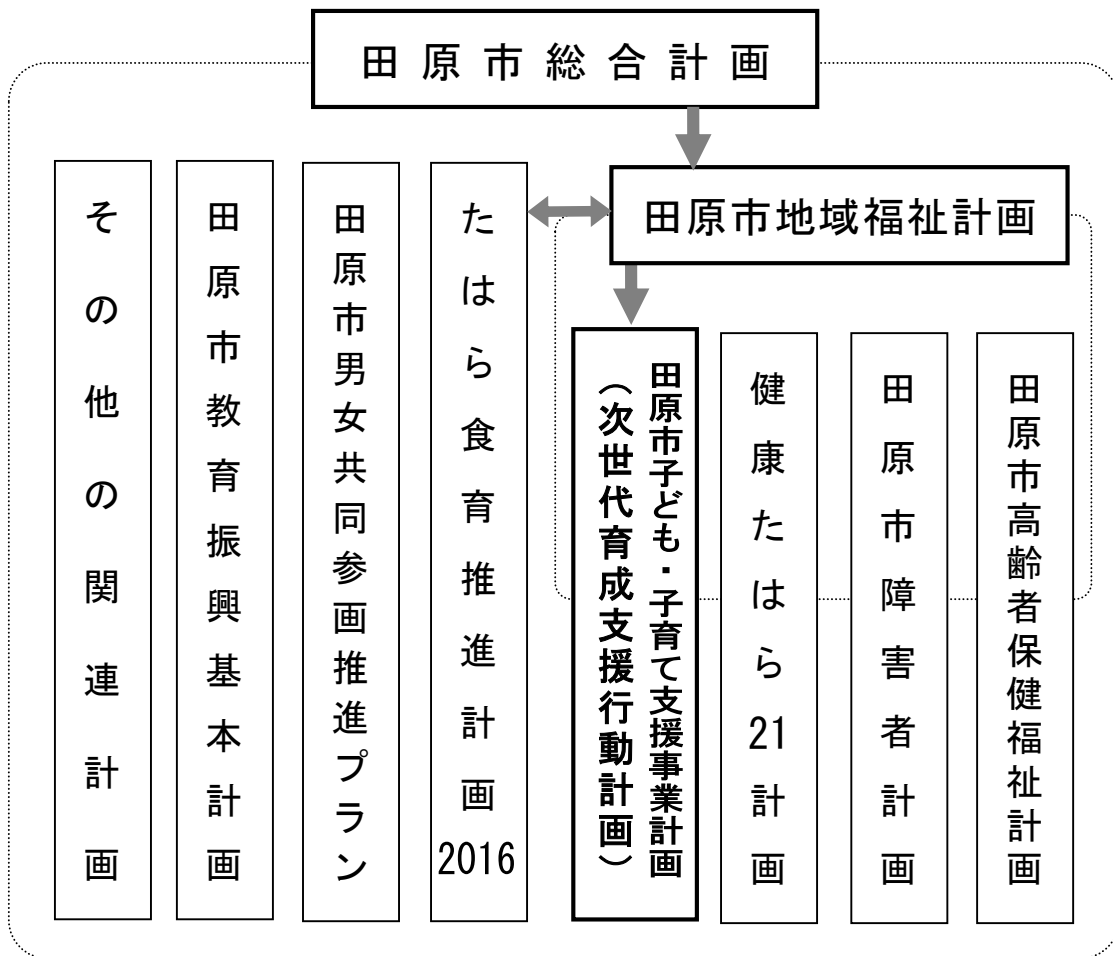 田原市総合計画
田原市地域福祉計画
田原市高齢者保健福祉計画
田原市障害者計画
健康たはら21計画
田原市子ども・子育て支援事業計画
（次世代育成支援行動計画）
たはら食育推進計画2016
田原市男女共同参画推進プラン
田原市教育振興基本計画
その他の関連計画